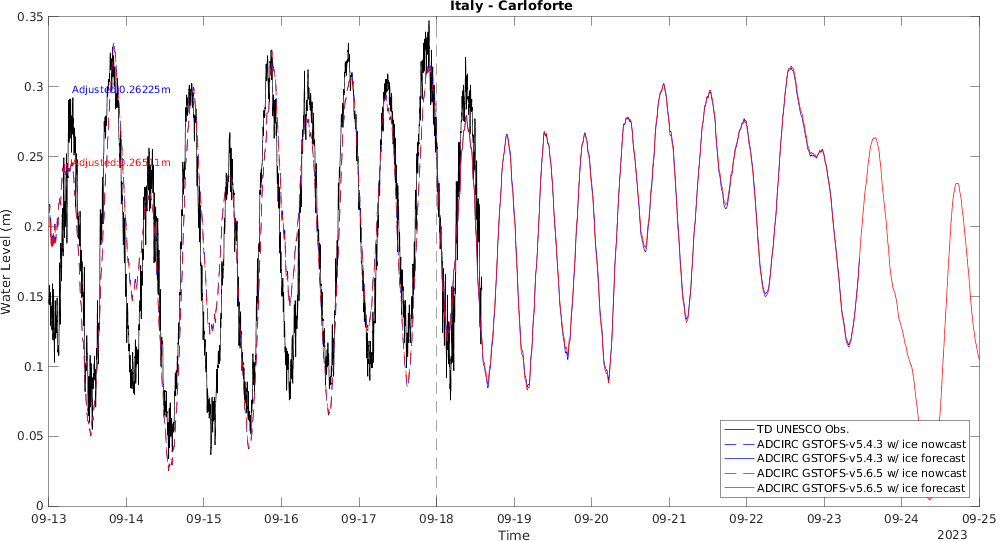 Italy - Carloforte
0.35
0.3
0.25
0.2
0.15
0.1
0.05
0
Water Level (m)
Adjusted:0.26225m
Adjusted:0.26511m
TD UNESCO Obs.
ADCIRC GSTOFS-v5.4.3 w/ ice nowcast
ADCIRC GSTOFS-v5.4.3 w/ ice forecast
ADCIRC GSTOFS-v5.6.5 w/ ice nowcast
ADCIRC GSTOFS-v5.6.5 w/ ice forecast
09-13 09-14 09-15 09-16 09-17 09-18 09-19 09-20 09-21 09-22 09-23 09-24 09-25
Time
2023